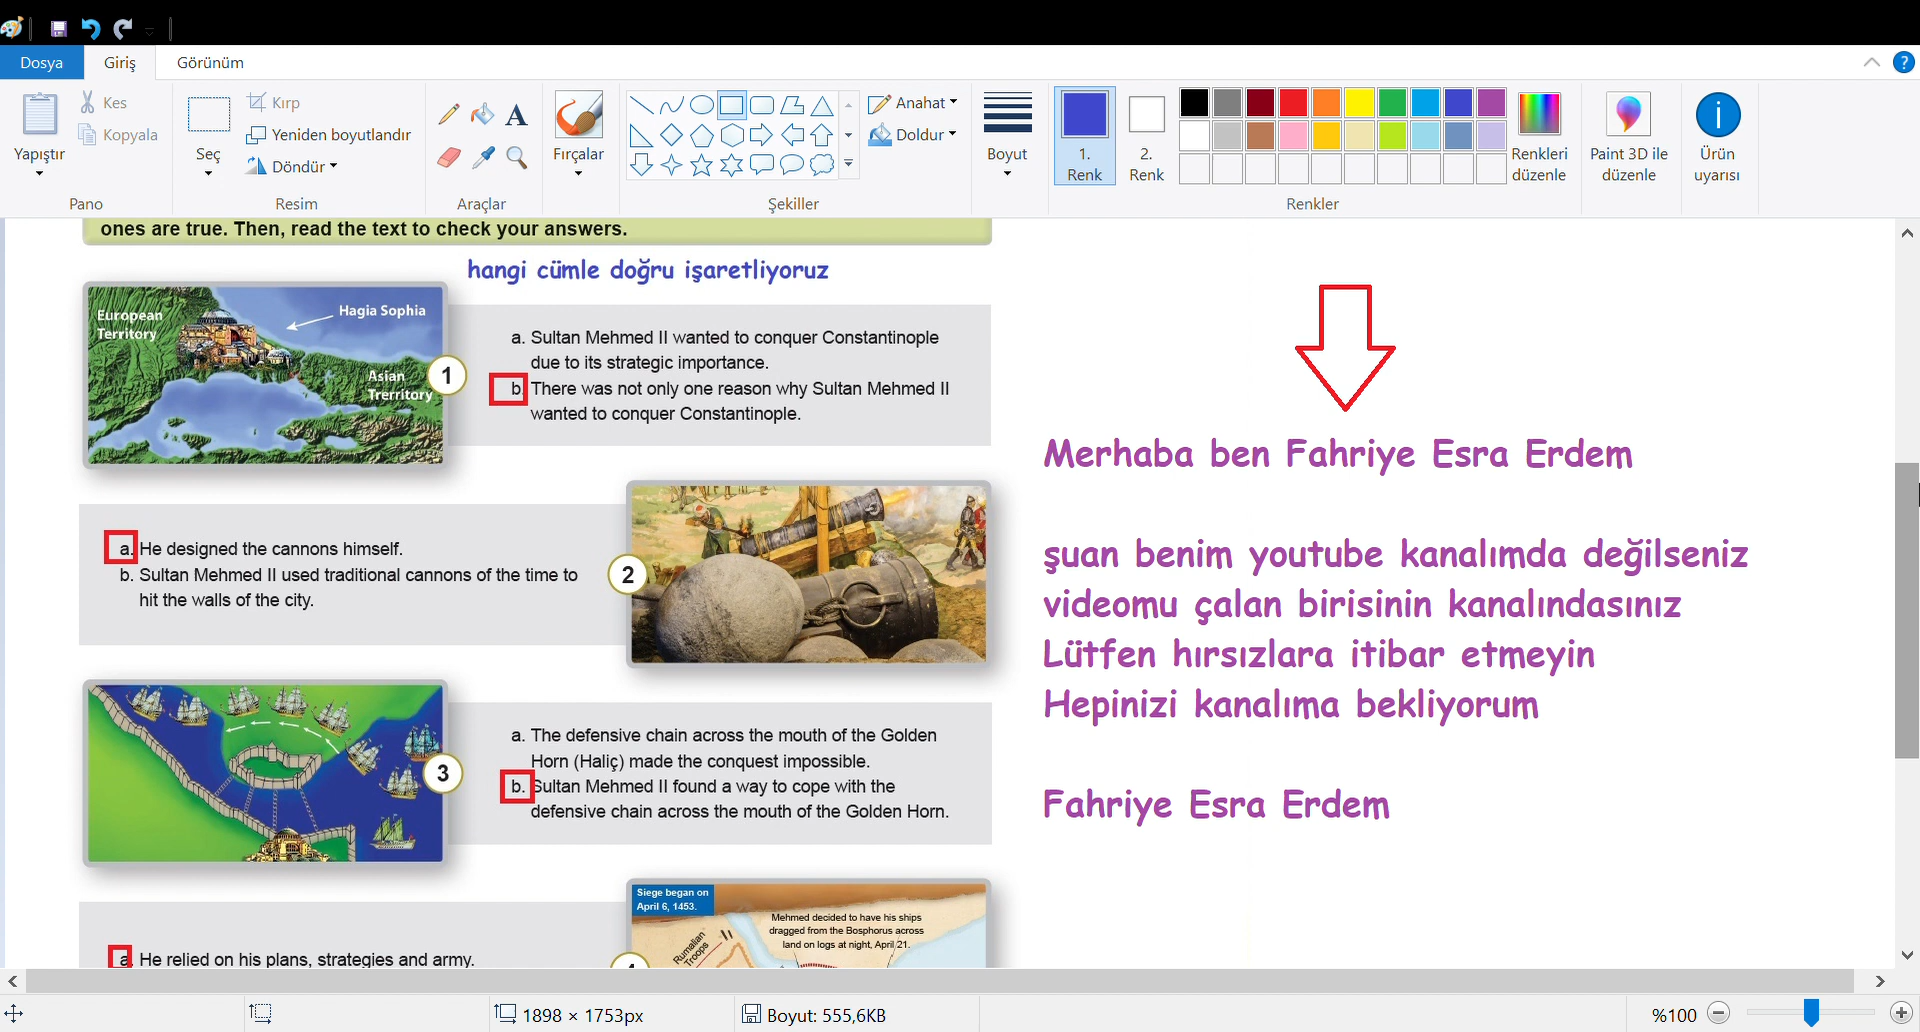 Dosya
Giriş
Görünüm
Yapıştır
Kes
Kopyala
Pano
Seç
Kırp
Yeniden boyutlandır
Döndür
Resim
A
Araçlar
Fırçalar
Şekiller
Anahat
Doldur
Boyut
1.
Renk
2.
Renk
Renkler
Renkleri
düzenle
Paint 3D ile
düzenle
Ürün
uyarısı
ones are true. Then, read the text to check your answers.
hangi cümle doğru işaretliyoruz
European
Territory
Hagia Sophia
Asian
Trerritory
1
a. Sultan Mehmed II wanted to conquer Constantinople
due to its strategic importance.
b. There was not only one reason why Sultan Mehmed II
wanted to conquer Constantinople.
a. He designed the cannons himself.
b. Sultan Mehmed II used traditional cannons of the time to
hit the walls of the city.
2
3
a. The defensive chain across the mouth of the Golden
Horn (Haliç) made the conquest impossible.
b. Sultan Mehmed II found a way to cope with the
defensive chain across the mouth of the Golden Horn.
a. He relied on his plans, strategies and army.
Siege began on
April 6, 1453.
Mehmed decided to have his ships
dragged from the Bosphorus across
land on logs at night, April 21.
Rumalian
Troops
Merhaba ben Fahriye Esra Erdem
şuan benim youtube kanalımda değilseniz
videomu çalan birisinin kanalındasınız
Lütfen hırsızlara itibar etmeyin
Hepinizi kanalıma bekliyorum
Fahriye Esra Erdem
1898 × 1753px
Boyut: 555,6KB
%100